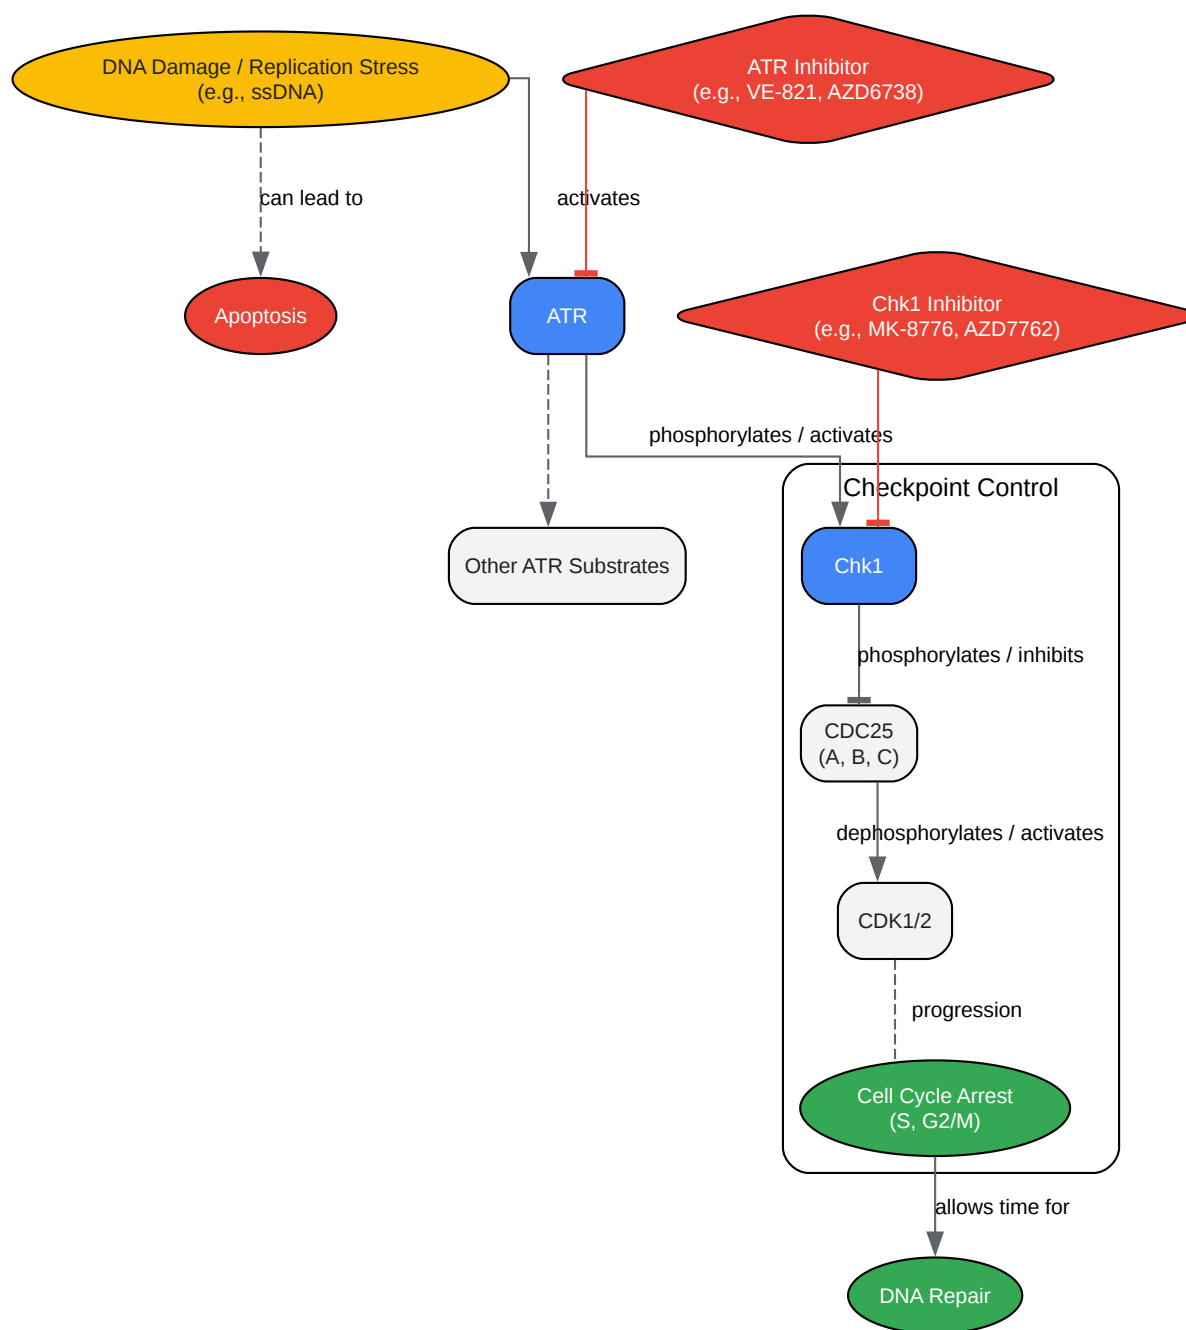 DNA Damage / Replication Stress
(e.g., ssDNA)
ATR Inhibitor
(e.g., VE-821, AZD6738)
can lead to
activates
Apoptosis
ATR
Chk1 Inhibitor
(e.g., MK-8776, AZD7762)
phosphorylates / activates
Checkpoint Control
Other ATR Substrates
Chk1
phosphorylates / inhibits
CDC25
(A, B, C)
dephosphorylates / activates
CDK1/2
progression
Cell Cycle Arrest
(S, G2/M)
allows time for
DNA Repair